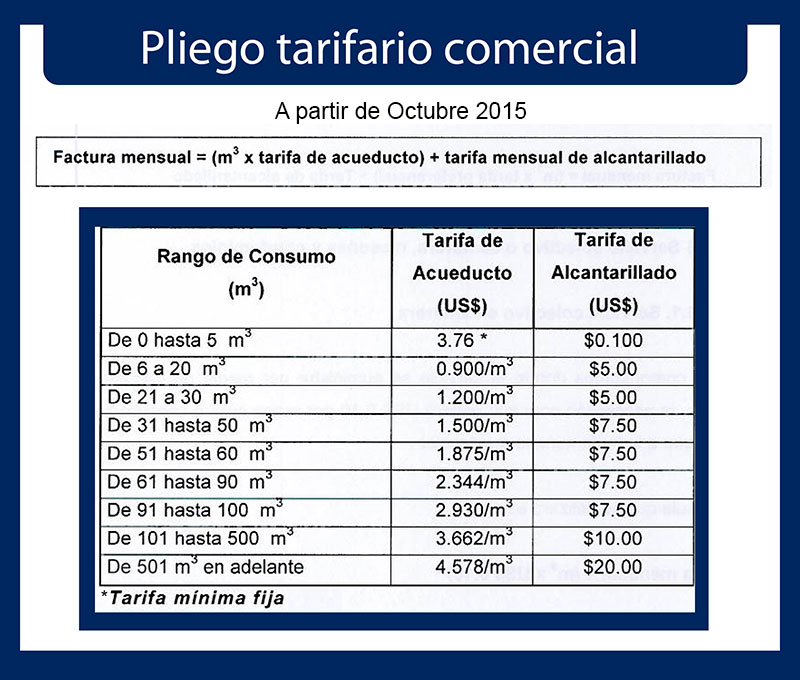 Pliego tarifario comercial
A partir de Octubre 2015
Factura mensual = (m³ x tarifa de acueducto) + tarifa mensual de alcantarillado
Rango de Consumo (m³) Tarifa de Acueducto (US$) Tarifa de Alcantarillado (US$)
De 0 hasta 5 m³ 3.76 * $0.100
De 6 a 20 m³ 0.900/m³ $5.00
De 21 a 30 m³ 1.200/m³ $5.00
De 31 hasta 50 m³ 1.500/m³ $7.50
De 51 hasta 60 m³ 1.875/m³ $7.50
De 61 hasta 90 m³ 2.344/m³ $7.50
De 91 hasta 100 m³ 2.930/m³ $7.50
De 101 hasta 500 m³ 3.662/m³ $10.00
De 501 m³ en adelante 4.578/m³ $20.00
*Tarifa mínima fija